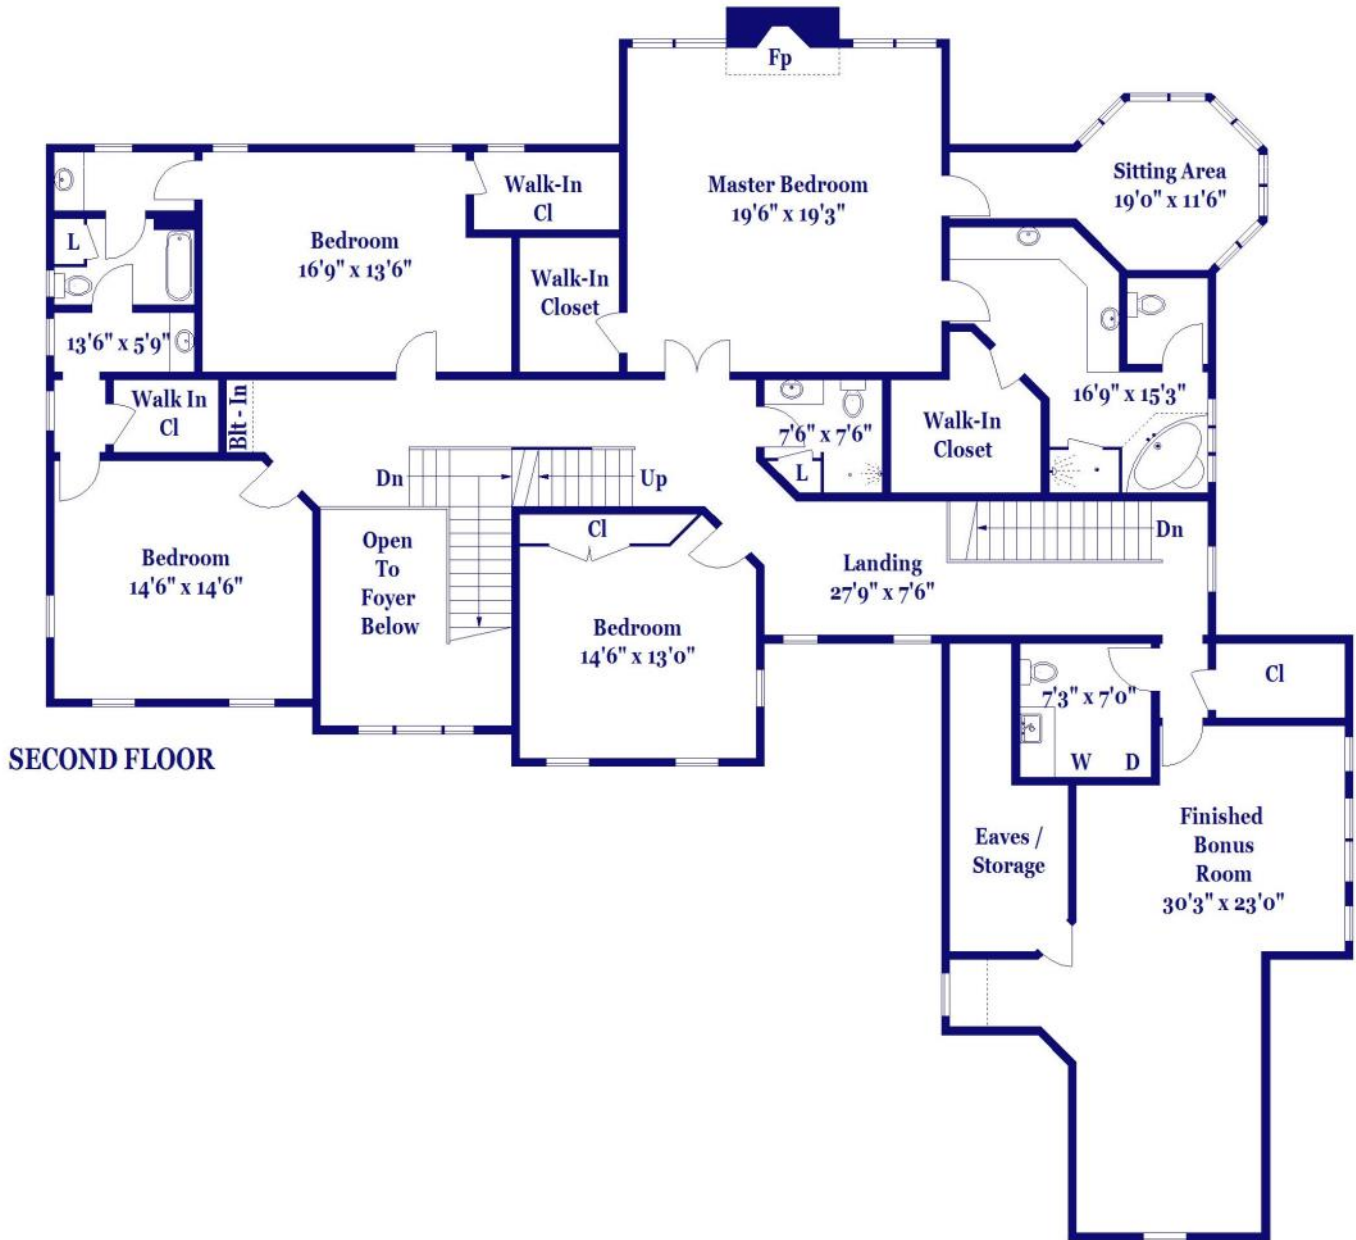 Fp
Sitting Area
19'0" x 11'6"
Master Bedroom
19'6" x 19'3"
Walk-In
Cl
Bedroom
16'9" x 13'6"
L
Walk-In
Closet
13'6" x 5'9"
Walk In
Cl
Blt - In
16'9" x 15'3"
Walk-In
Closet
7'6" x 7'6"
L
Dn
Up
Cl
Dn
Open
To
Foyer
Below
Bedroom
14'6" x 14'6"
Landing
27'9" x 7'6"
Bedroom
14'6" x 13'0"
Cl
7'3" x 7'0"
W
D
SECOND FLOOR
Eaves /
Storage
Finished
Bonus
Room
30'3" x 23'0"